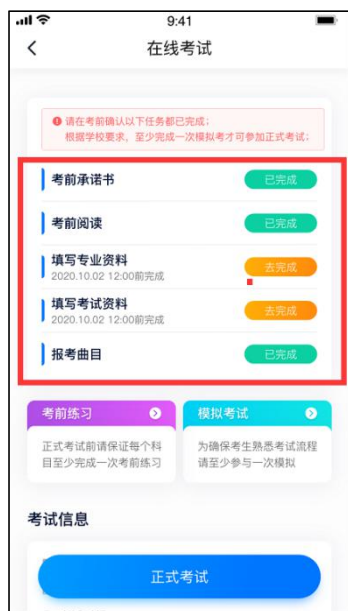 9:41
在线考试
请在考前确认以下任务都已完成;
根据学校要求，至少完成一次模拟考才可参加正式考试;
考前承诺书
已完成
考前阅读
已完成
填写专业资料
2020.10.02 12:00前完成
去完成
填写考试资料
2020.10.02 12:00前完成
去完成
报考曲目
已完成
考前练习
正式考试前请保证每个科
目至少完成一次考前练习
模拟考试
为确保考生熟悉考试流程
请至少参与一次模拟
考试信息
正式考试